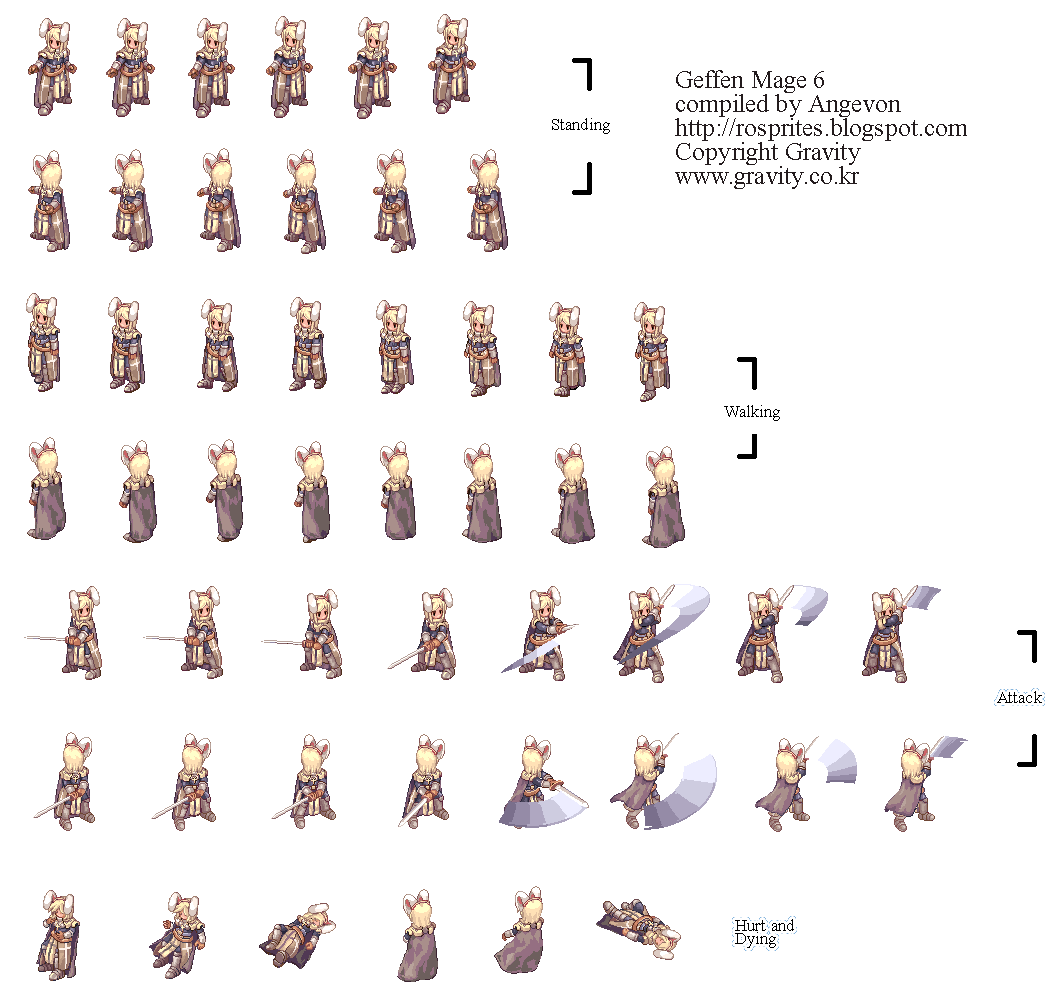 Geffen Mage 6
compiled by Angevon
http://rosprites.blogspot.com
Copyright Gravity
www.gravity.co.kr
Standing
Walking
Attack
Hurt and
Dying